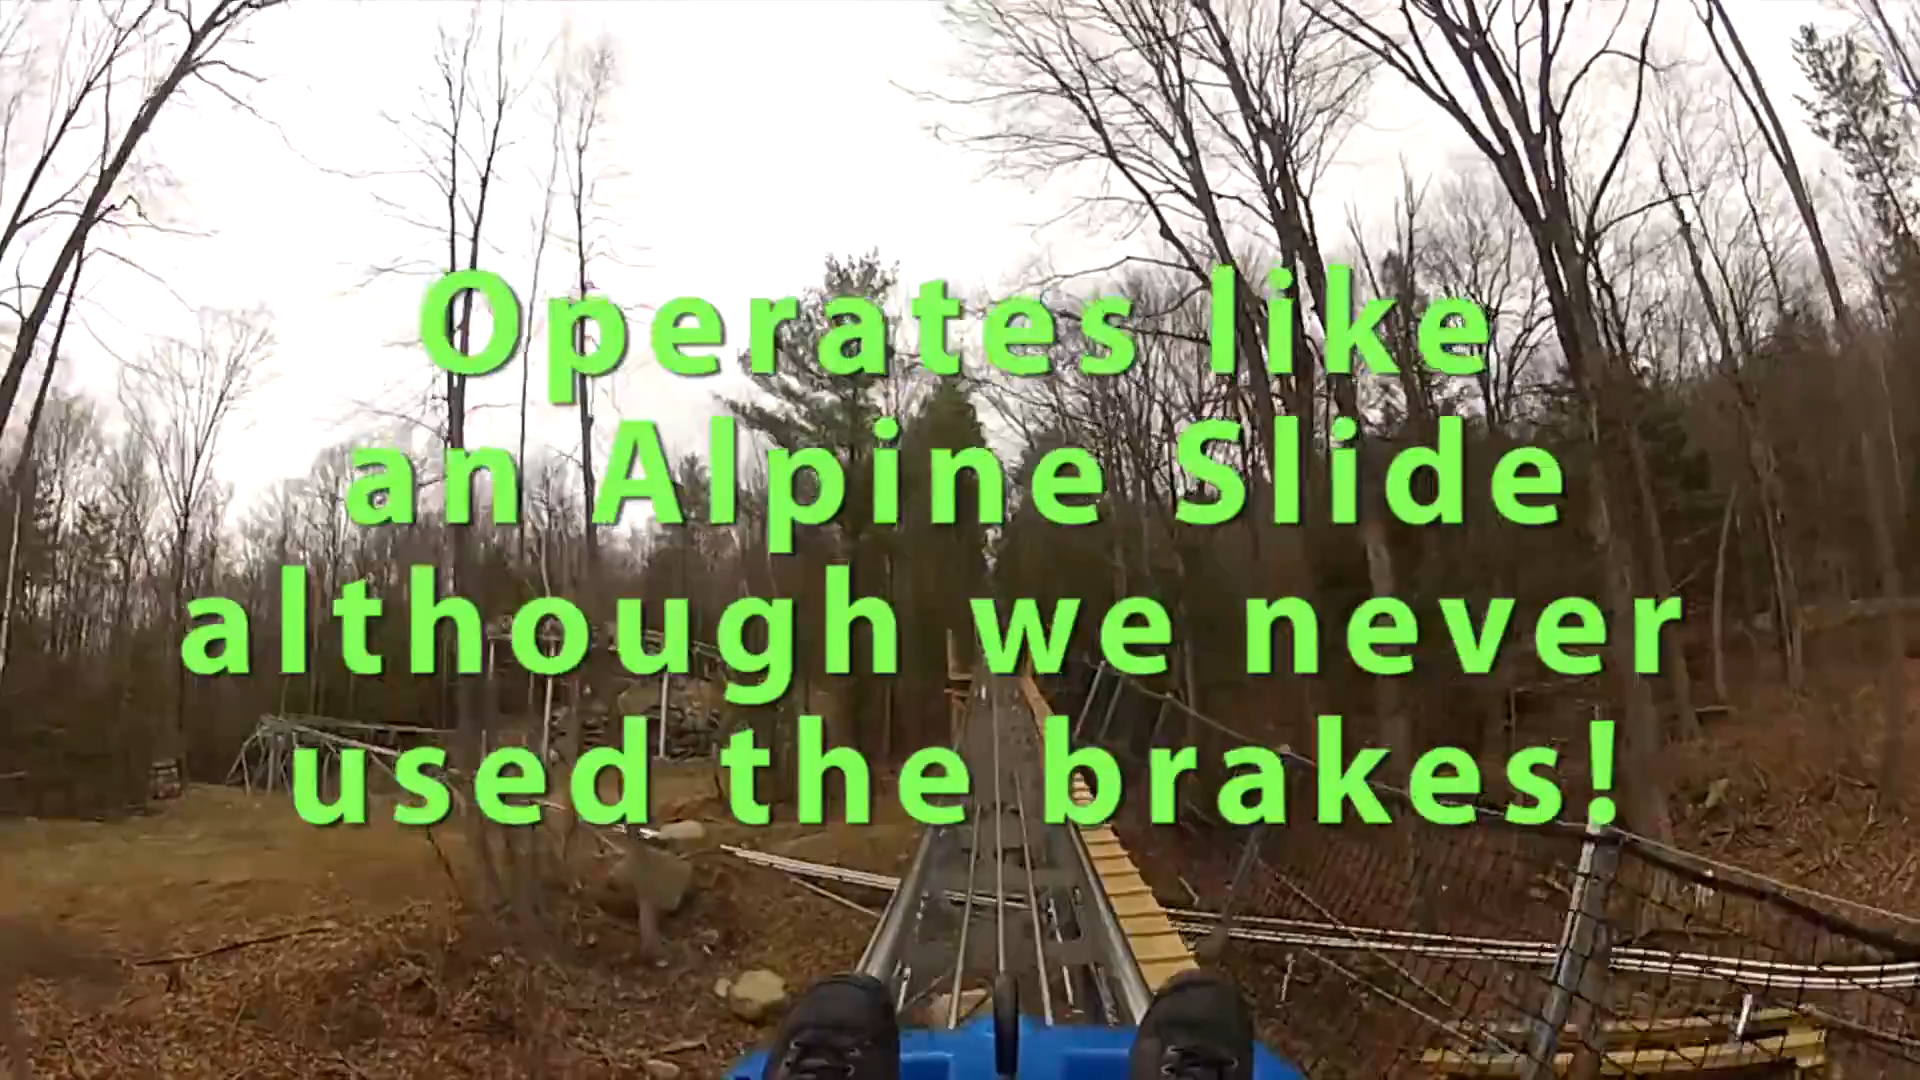 Operates like
an Alpine Slide
although we never
used the brakes!